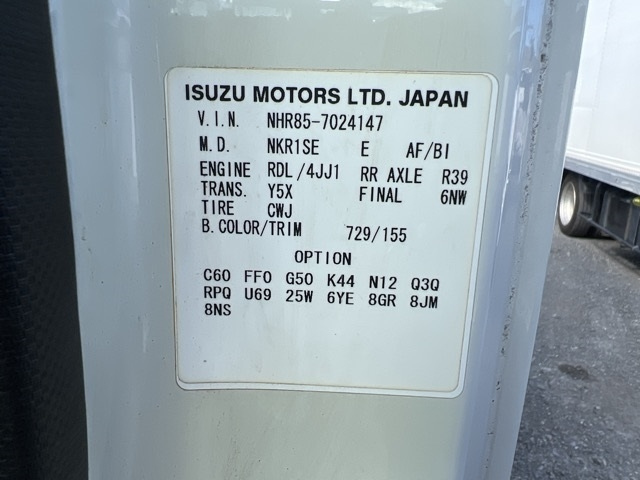 ISUZU MOTORS LTD. JAPAN
V.I.N. NHR85-7024147
M.D. NKR1SE E AF/BI
ENGINE RDL/4JJ1 RR AXLE R39
TRANS. Y5X FINAL 6NW
TIRE CWJ
B.COLOR/TRIM 729/155
OPTION
C60 FF0 G50 K44 N12 Q3Q
RPQ U69 25W 6YE 8GR 8JM
8NS